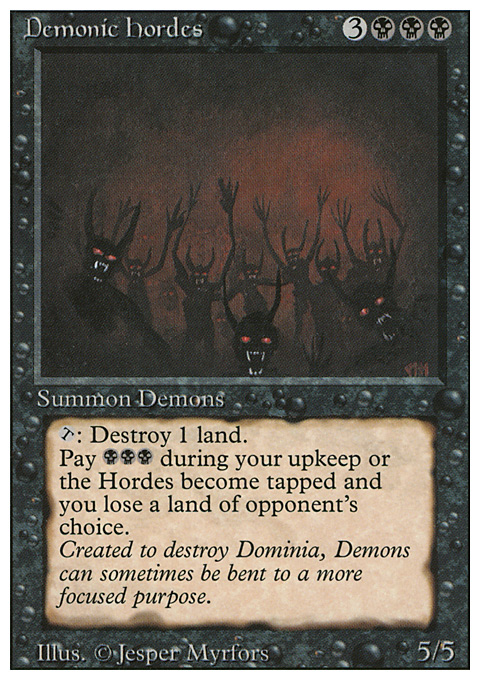 Demonic Hordes 3
Summon Demons
: Destroy 1 land.
Pay during your upkeep or
the Hordes become tapped and
you lose a land of opponent's
choice.
Created to destroy Dominia, Demons
can sometimes be bent to a more
focused purpose.
Illus. © Jesper Myrfors 5/5